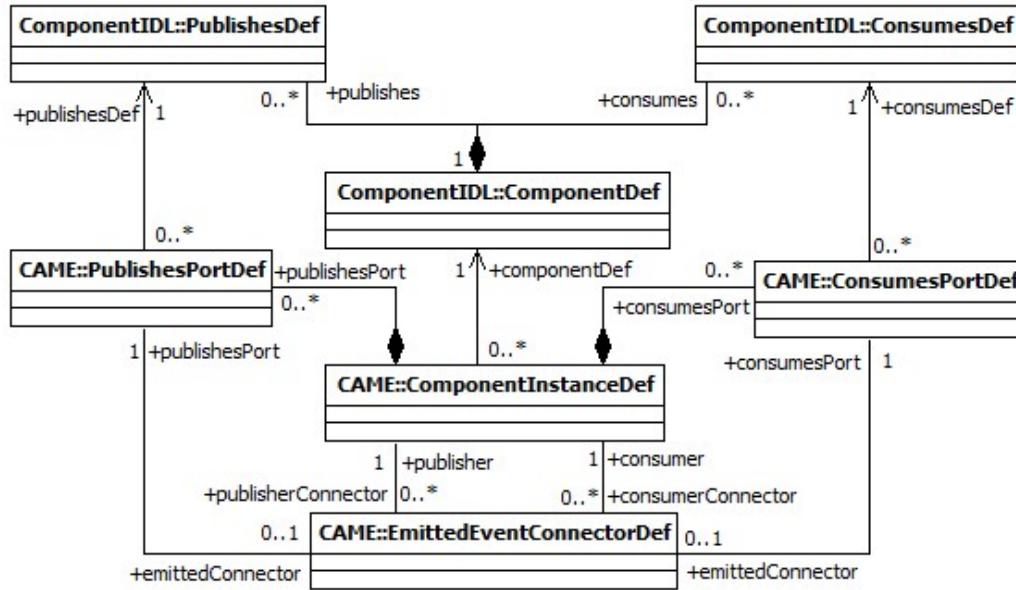 ComponentIDL::PublishesDef
ComponentIDL::ConsumesDef
+publishesDef
1
0..*
+publishes
+consumes
0..*
1
+consumesDef
1
ComponentIDL::ComponentDef
0..*
1
+componentDef
0..*
CAME::PublishesPortDef
+publishesPort
0..*
0..*
+consumesPort
CAME::ConsumesPortDef
1
+publishesPort
0..*
+consumesPort
1
CAME::ComponentInstanceDef
1
+publisher
1
+consumer
+publisherConnector
0..*
0..*
+consumerConnector
0..1
CAME::EmittedEventConnectorDef
0..1
+emittedConnector
+emittedConnector